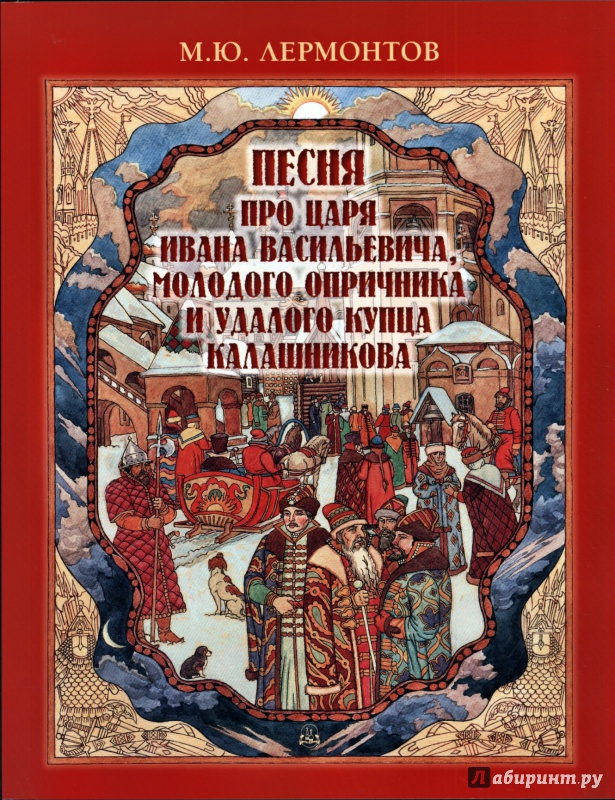 М.Ю. ЛЕРМОНТОВ
ПЕСНЯ
ПРО ЦАРЯ
ИВАНА ВАСИЛЬЕВИЧА,
МОЛОДОГО ОПРИЧНИКА
И УДАЛОГО КУПЦА
КАЛАШНИКОВА
Лабиринт.ру